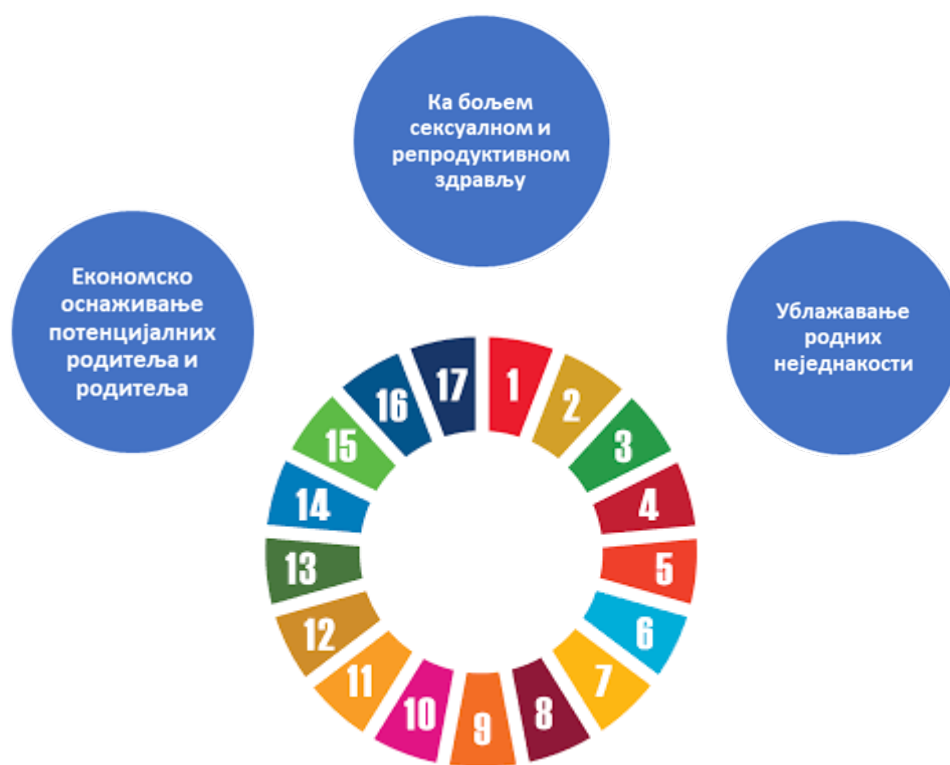 Ка бољем
сексуалном и
репродуктивном
здрављу
Економско
оснаживање
потенцијалних
родитеља и
родитеља
Ублажавање
родних
неједнакости
1
2
3
4
5
6
7
8
9
10
11
12
13
14
15
16
17